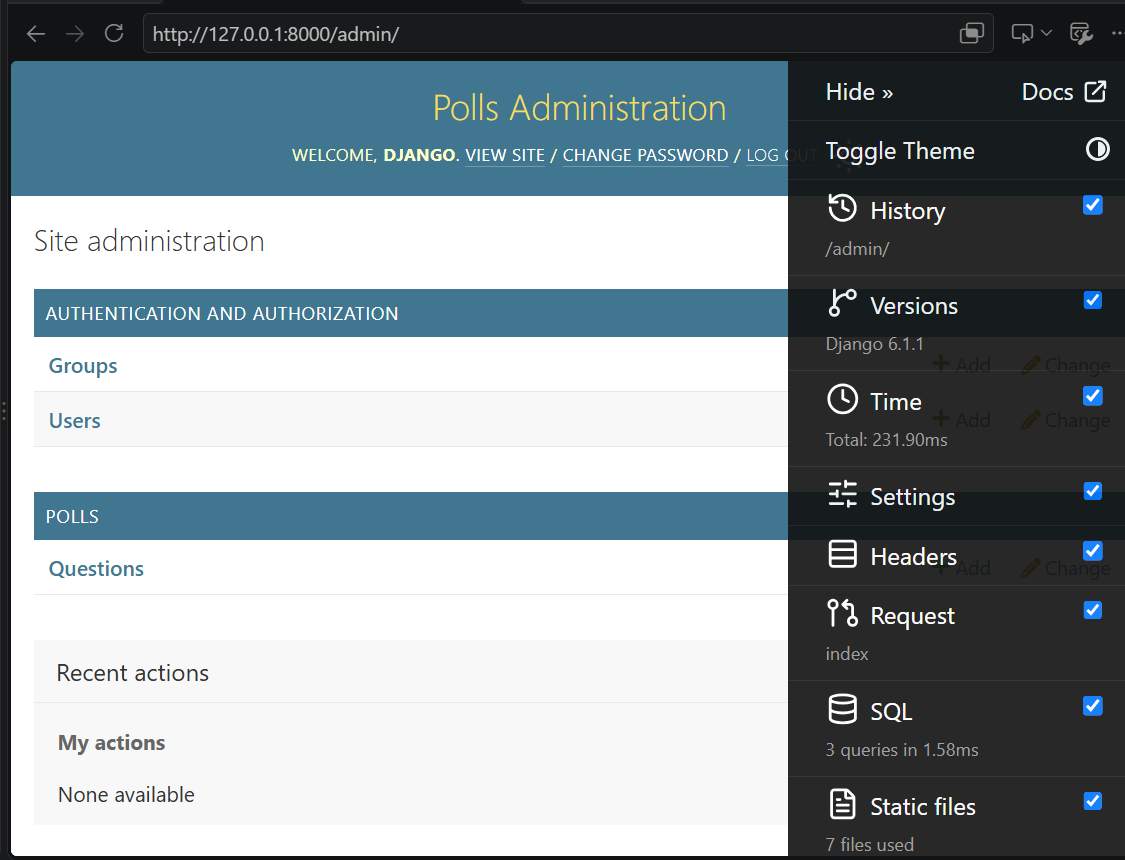 http://127.0.0.1:8000/admin/
Polls Administration
WELCOME, DJANGO. VIEW SITE / CHANGE PASSWORD / LOG OUT
Site administration
AUTHENTICATION AND AUTHORIZATION
Groups
Add Change
Users
Add Change
POLLS
Questions
Add Change
Recent actions
My actions
None available
Hide »
Docs
Toggle Theme
History
/admin/
Versions
Django 6.1.1
Time
Total: 231.90ms
Settings
Headers
Request
index
SQL
3 queries in 1.58ms
Static files
7 files used